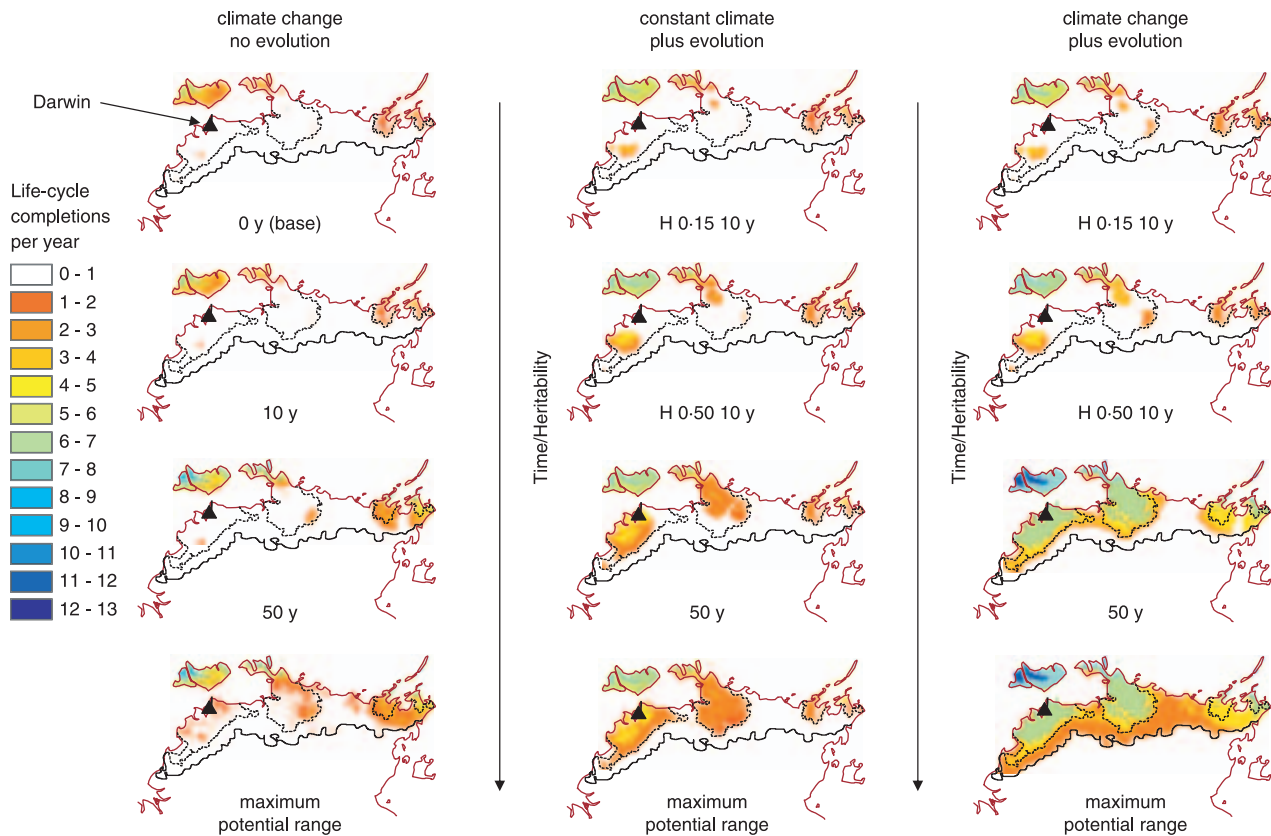 climate change
no evolution
constant climate
plus evolution
climate change
plus evolution
Darwin
Life-cycle
completions
per year
0 - 1
1 - 2
2 - 3
3 - 4
4 - 5
5 - 6
6 - 7
7 - 8
8 - 9
9 - 10
10 - 11
11 - 12
12 - 13
0 y (base)
10 y
50 y
maximum
potential range
Time/Heritability
H 0·15 10 y
H 0·50 10 y
50 y
maximum
potential range
Time/Heritability
H 0·15 10 y
H 0·50 10 y
50 y
maximum
potential range